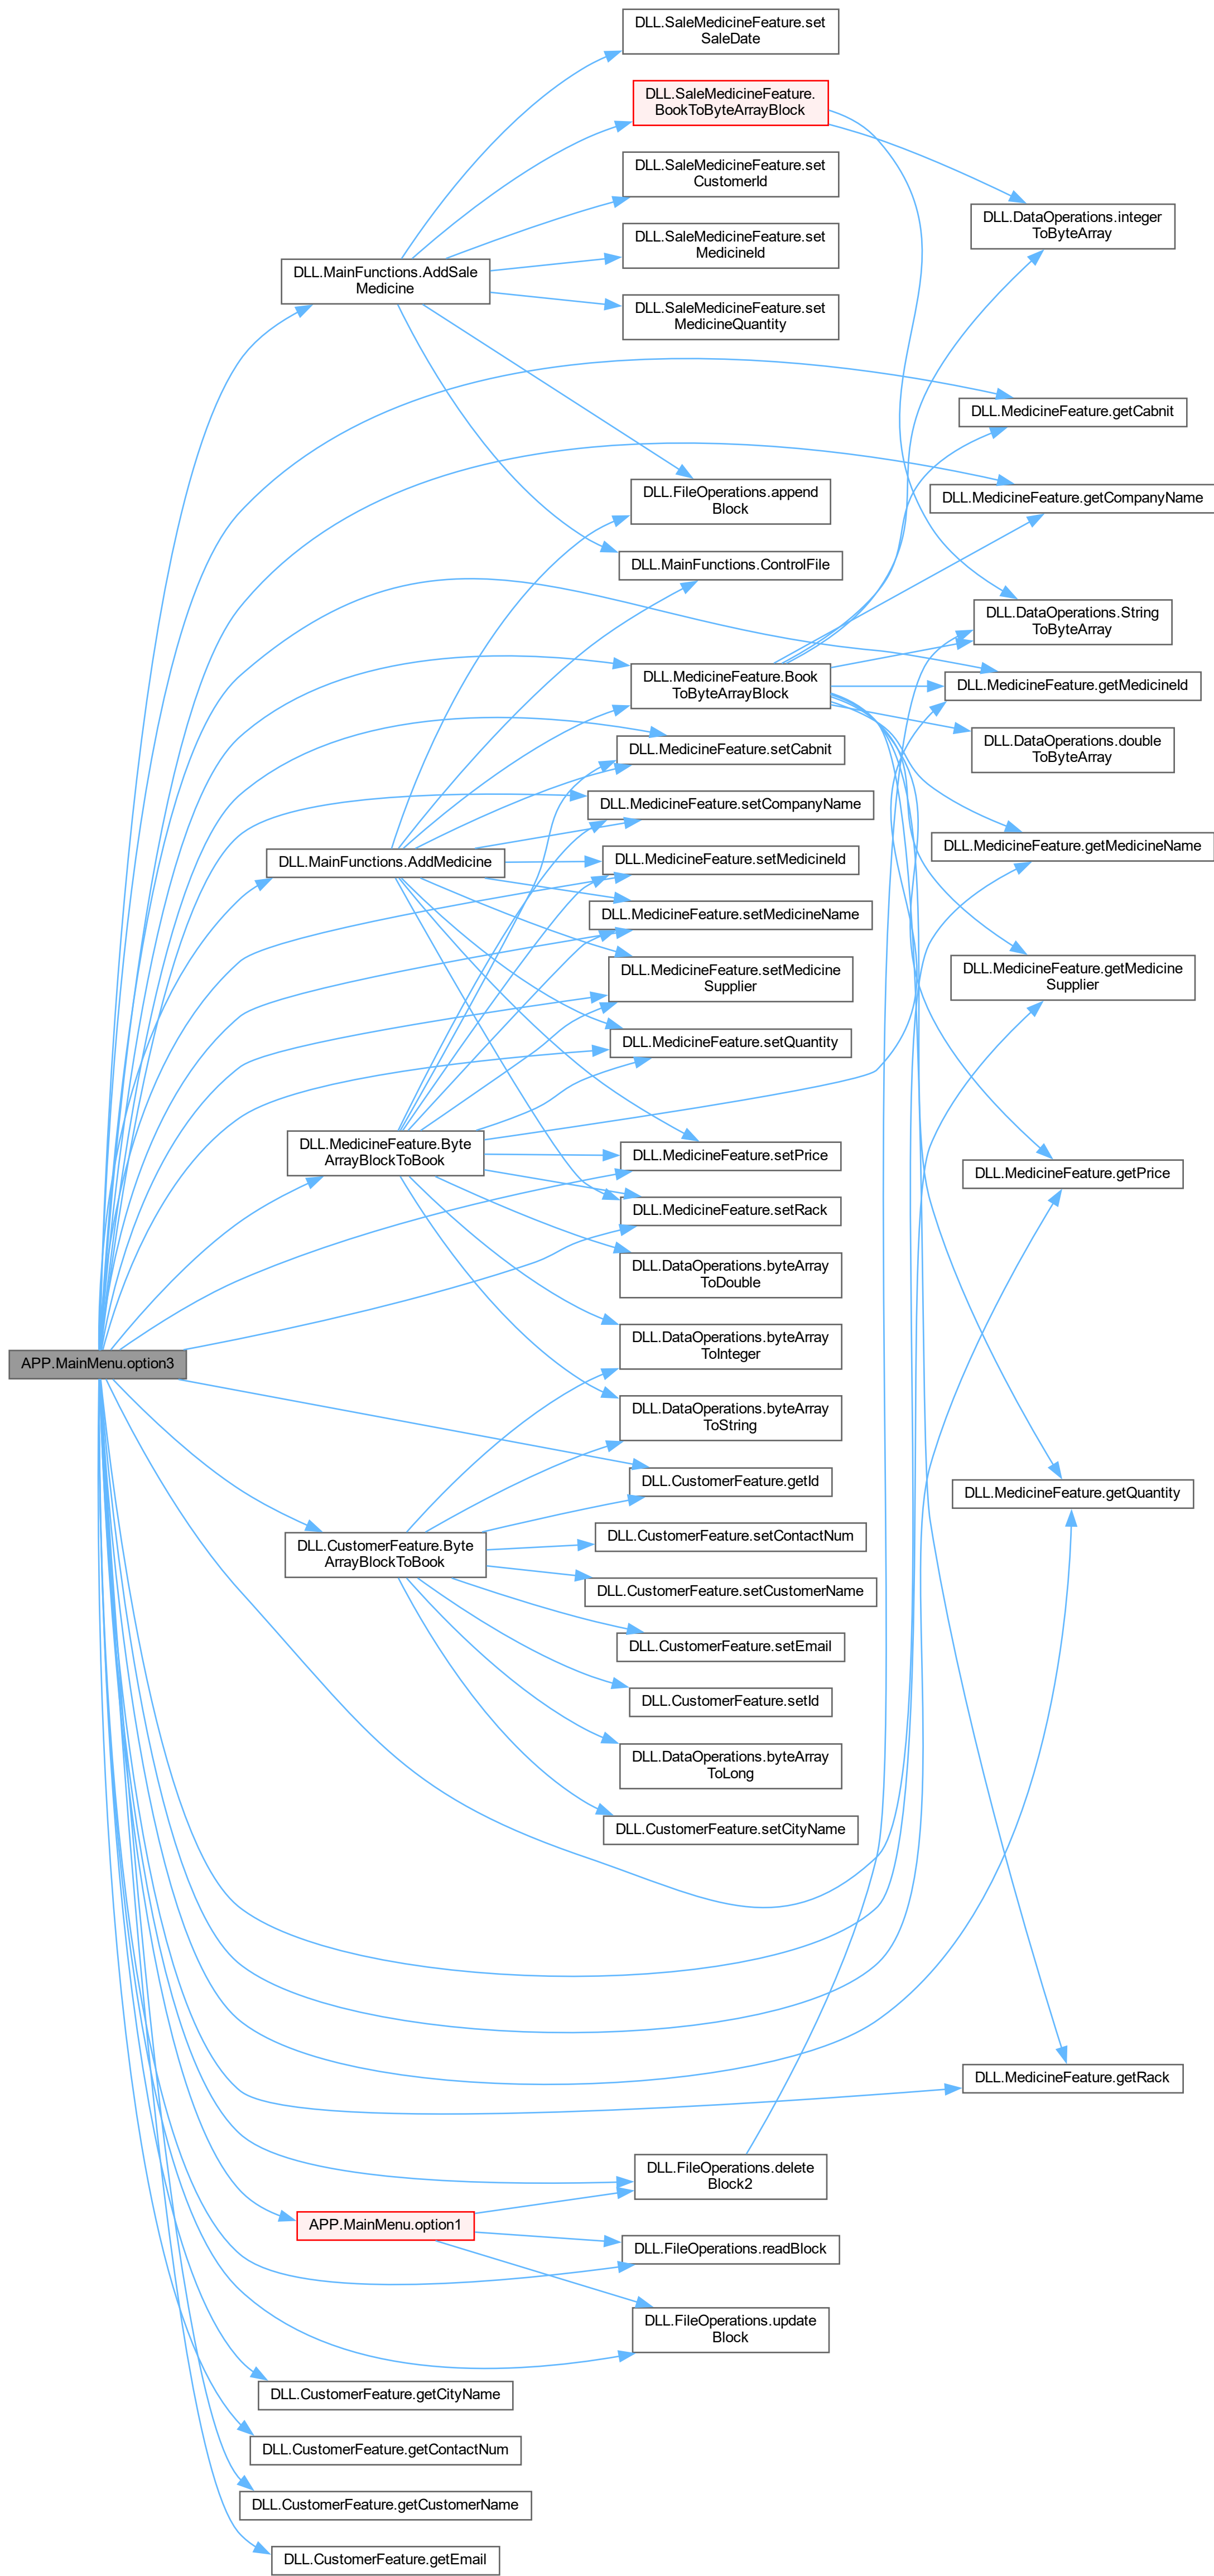 DLL.SaleMedicineFeature.set
SaleDate
DLL.SaleMedicineFeature.
BookToByteArrayBlock
DLL.SaleMedicineFeature.set
CustomerId
DLL.DataOperations.integer
ToByteArray
DLL.SaleMedicineFeature.set
MedicineId
DLL.MainFunctions.AddSale
Medicine
DLL.SaleMedicineFeature.set
MedicineQuantity
DLL.MedicineFeature.getCabnit
DLL.FileOperations.append
Block
DLL.MedicineFeature.getCompanyName
DLL.MainFunctions.ControlFile
DLL.DataOperations.String
ToByteArray
DLL.MedicineFeature.Book
ToByteArrayBlock
DLL.MedicineFeature.getMedicineId
DLL.MedicineFeature.setCabnit
DLL.DataOperations.double
ToByteArray
DLL.MedicineFeature.setCompanyName
DLL.MedicineFeature.getMedicineName
DLL.MainFunctions.AddMedicine
DLL.MedicineFeature.setMedicineId
DLL.MedicineFeature.setMedicineName
DLL.MedicineFeature.setMedicine
Supplier
DLL.MedicineFeature.getMedicine
Supplier
DLL.MedicineFeature.setQuantity
DLL.MedicineFeature.Byte
ArrayBlockToBook
DLL.MedicineFeature.setPrice
DLL.MedicineFeature.getPrice
DLL.MedicineFeature.setRack
DLL.DataOperations.byteArray
ToDouble
DLL.DataOperations.byteArray
ToInteger
APP.MainMenu.option3
DLL.DataOperations.byteArray
ToString
DLL.CustomerFeature.getId
DLL.MedicineFeature.getQuantity
DLL.CustomerFeature.setContactNum
DLL.CustomerFeature.Byte
ArrayBlockToBook
DLL.CustomerFeature.setCustomerName
DLL.CustomerFeature.setEmail
DLL.CustomerFeature.setId
DLL.DataOperations.byteArray
ToLong
DLL.CustomerFeature.setCityName
DLL.MedicineFeature.getRack
DLL.FileOperations.delete
Block2
APP.MainMenu.option1
DLL.FileOperations.readBlock
DLL.FileOperations.update
Block
DLL.CustomerFeature.getCityName
DLL.CustomerFeature.getContactNum
DLL.CustomerFeature.getCustomerName
DLL.CustomerFeature.getEmail